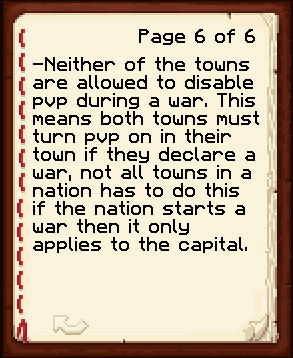 Page 6 of 6
-Neither of the towns
are allowed to disable
pvp during a war. This
means both towns must
turn pvp on in their
town if they declare a
war, not all towns in a
nation has to do this
if the nation starts a
war then it only
applies to the capital.